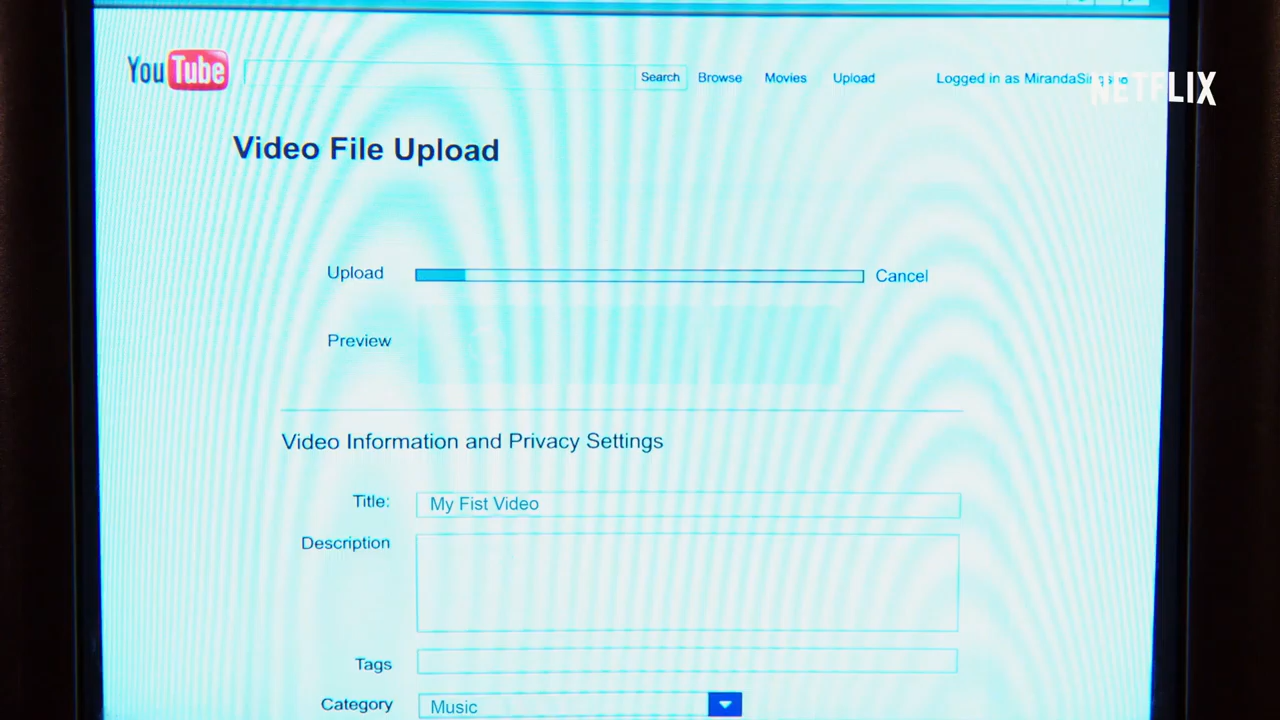 YouTube
Search Browse Movies Upload Logged in as
NETFLIX
Video File Upload
Upload Cancel
Preview
Video Information and Privacy Settings
Title: My Fist Video
Description
Tags
Category Music